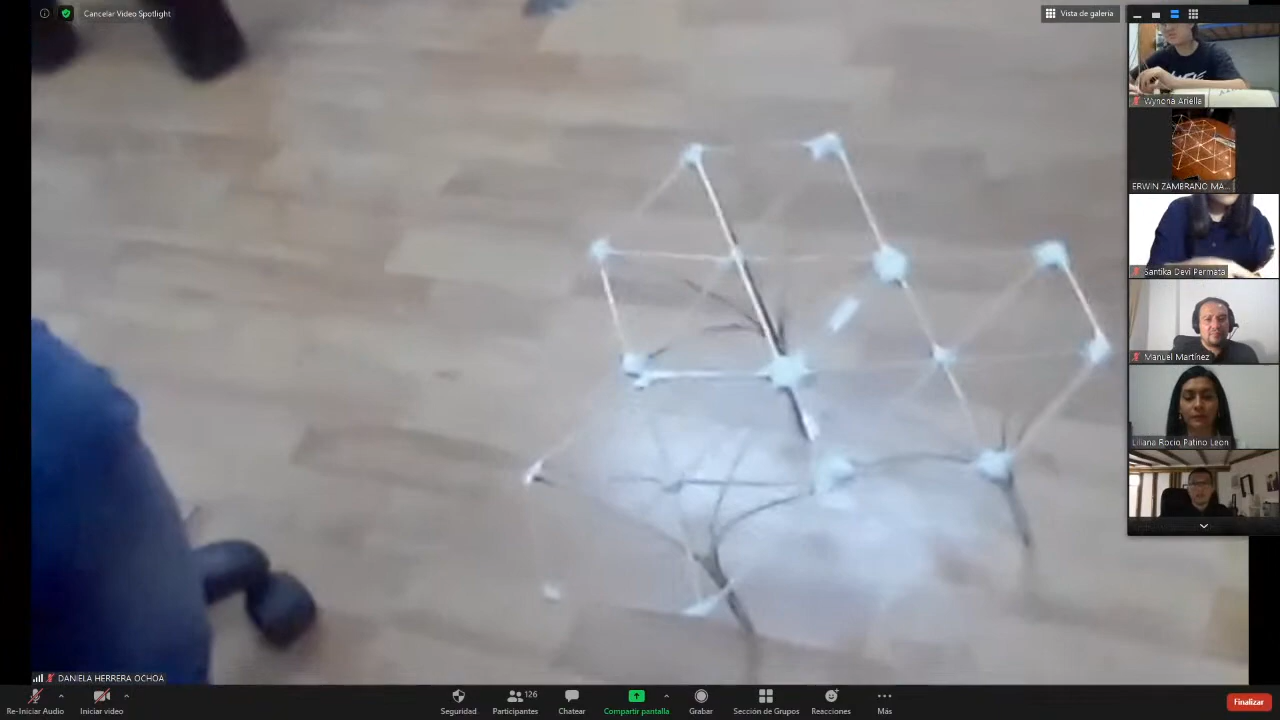 Cancelar Video Spotlight
Vista de galería
Wynona Ariella
ERWIN ZAMBRANO MA...
Santika Devi Permata
Manuel Martínez
Liliana Rocio Patino Leon
DANIELA HERRERA OCHOA
Re-Iniciar Audio
Iniciar video
Seguridad
126
Participantes
Chatear
Compartir pantalla
Grabar
Sección de Grupos
Reacciones
Más
Finalizar